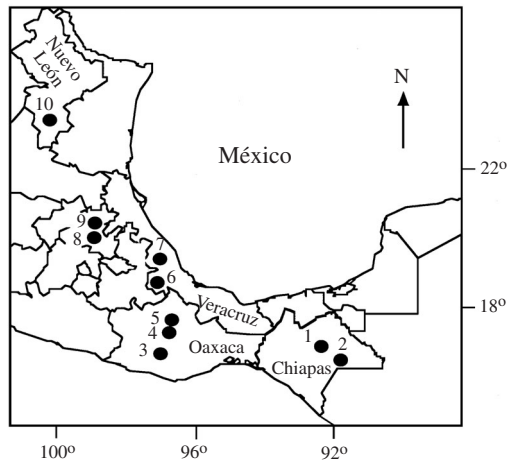 Nuevo
León
10
N
México
22º
9
8
7
6
Veracruz
18º
5
4
3
Oaxaca
1
2
Chiapas
100º
96º
92º